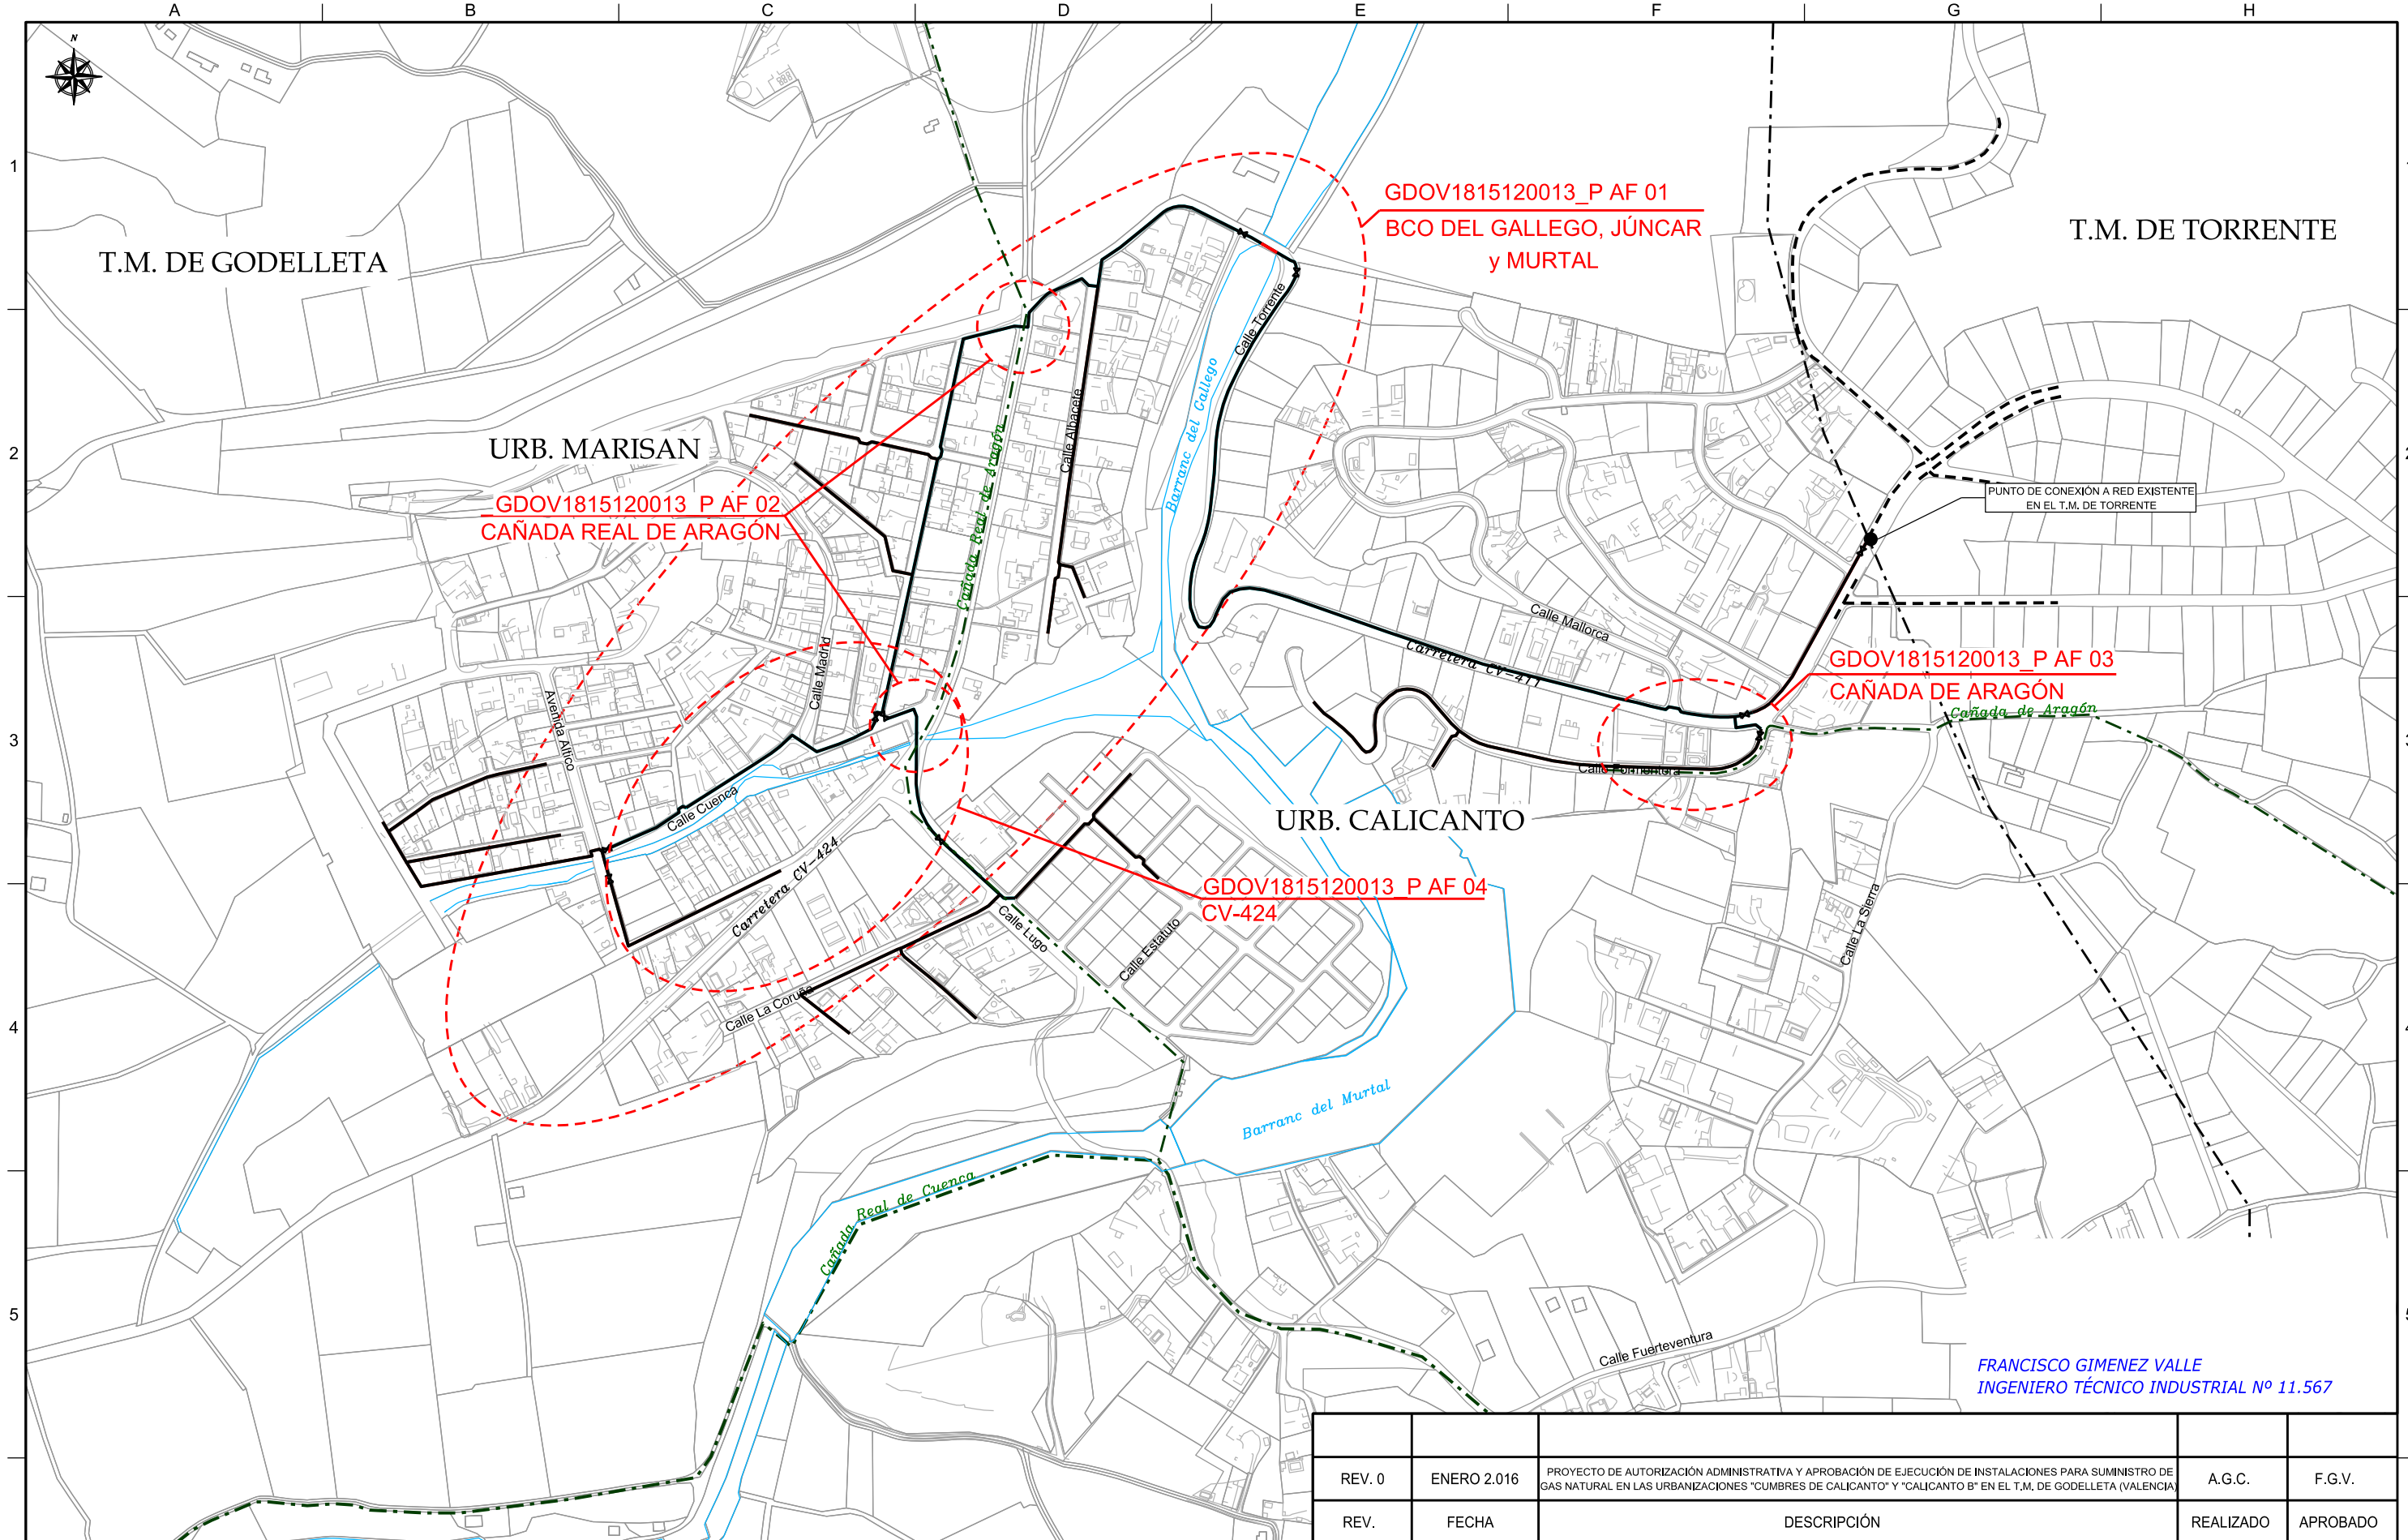 A B C D E F G H
N
1
T.M. DE GODELLETA
T.M. DE TORRENTE
GDOV1815120013_P AF 01
BCO DEL GALLEGO, JÚNCAR
y MURTAL
Calle Torrente
Calle Albacete
Barranc del Gallego
Cañada Real de Aragón
2
URB. MARISAN
GDOV1815120013_P AF 02
CAÑADA REAL DE ARAGÓN
PUNTO DE CONEXIÓN A RED EXISTENTE
EN EL T.M. DE TORRENTE
Calle Mallorca
Carretera CV-411
Calle Madrid
Avenida Altico
GDOV1815120013_P AF 03
CAÑADA DE ARAGÓN
Cañada de Aragón
3
Calle Formentera
Calle Cuenca
URB. CALICANTO
Carretera CV-424
GDOV1815120013_P AF 04
CV-424
Calle Lugo
Calle Estatuto
Calle La Sierra
Calle La Coruña
4
Barranc del Murtal
Cañada Real de Cuenca
5
Calle Fuerteventura
FRANCISCO GIMENEZ VALLE
INGENIERO TÉCNICO INDUSTRIAL Nº 11.567
REV. 0 ENERO 2.016 PROYECTO DE AUTORIZACIÓN ADMINISTRATIVA Y APROBACIÓN DE EJECUCIÓN DE INSTALACIONES PARA SUMINISTRO DE A.G.C. F.G.V.
GAS NATURAL EN LAS URBANIZACIONES "CUMBRES DE CALICANTO" Y "CALICANTO B" EN EL T.M. DE GODELLETA (VALENCIA)
REV. FECHA DESCRIPCIÓN REALIZADO APROBADO